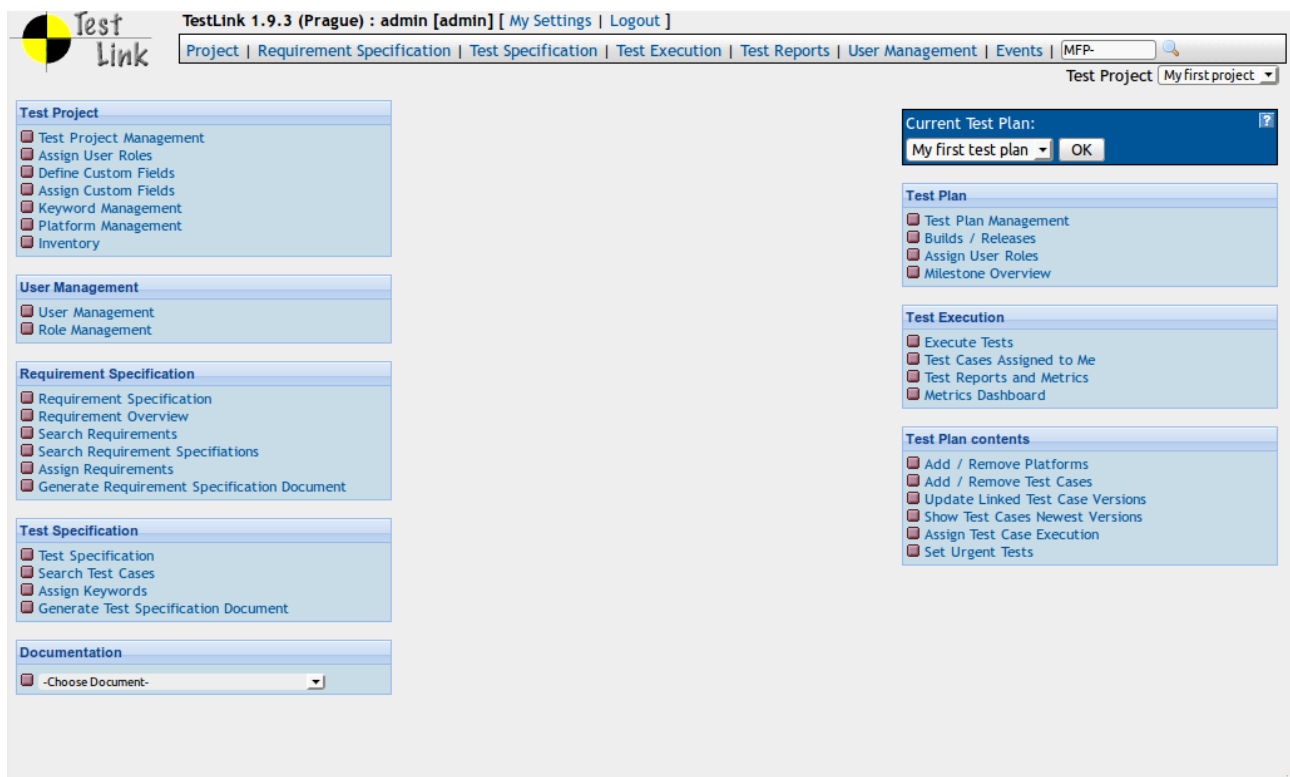 Test
Link
TestLink 1.9.3 (Prague) : admin [admin] [ My Settings | Logout ]
Project | Requirement Specification | Test Specification | Test Execution | Test Reports | User Management | Events | MFP-
Test Project My first project
Test Project
Test Project Management
Assign User Roles
Define Custom Fields
Assign Custom Fields
Keyword Management
Platform Management
Inventory
User Management
User Management
Role Management
Requirement Specification
Requirement Specification
Requirement Overview
Search Requirements
Search Requirement Specifiations
Assign Requirements
Generate Requirement Specification Document
Test Specification
Test Specification
Search Test Cases
Assign Keywords
Generate Test Specification Document
Documentation
-Choose Document-
Current Test Plan: ?
My first test plan OK
Test Plan
Test Plan Management
Builds / Releases
Assign User Roles
Milestone Overview
Test Execution
Execute Tests
Test Cases Assigned to Me
Test Reports and Metrics
Metrics Dashboard
Test Plan contents
Add / Remove Platforms
Add / Remove Test Cases
Update Linked Test Case Versions
Show Test Cases Newest Versions
Assign Test Case Execution
Set Urgent Tests